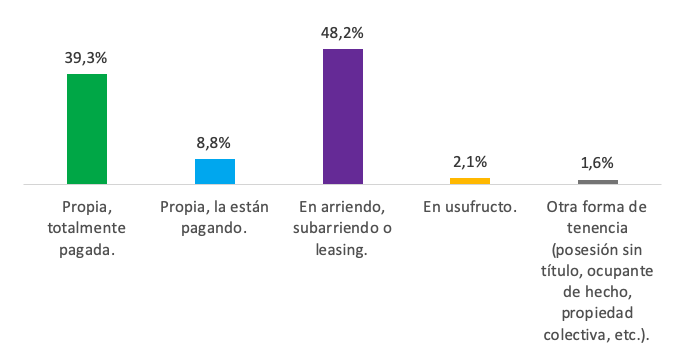 48,2%
39,3%
8,8%
2,1%
1,6%
Propia,
totalmente
pagada.
Propia, la están
pagando.
En arriendo,
subarriendo o
leasing.
En usufructo.
Otra forma de
tenencia
(posesión sin
título, ocupante
de hecho,
propiedad
colectiva, etc.).